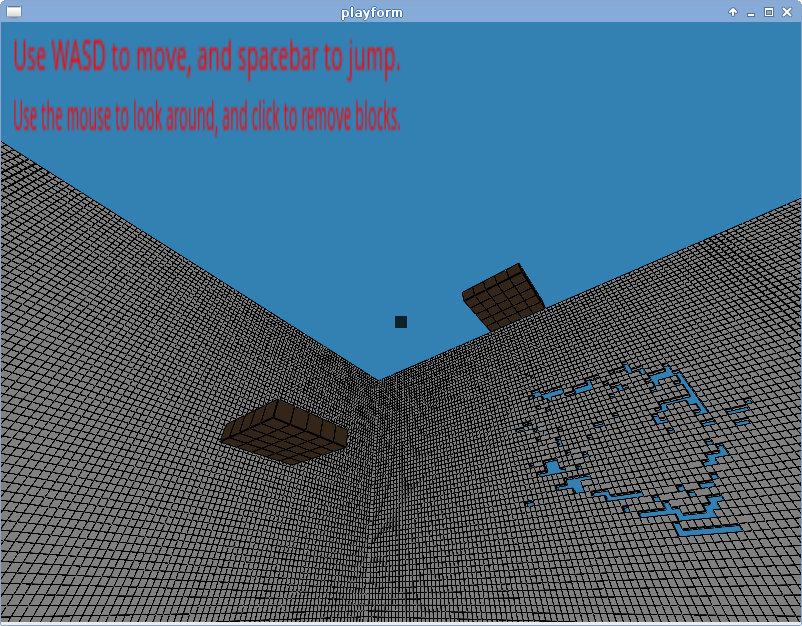 playform
Use WASD to move, and spacebar to jump.
Use the mouse to look around, and click to remove blocks.